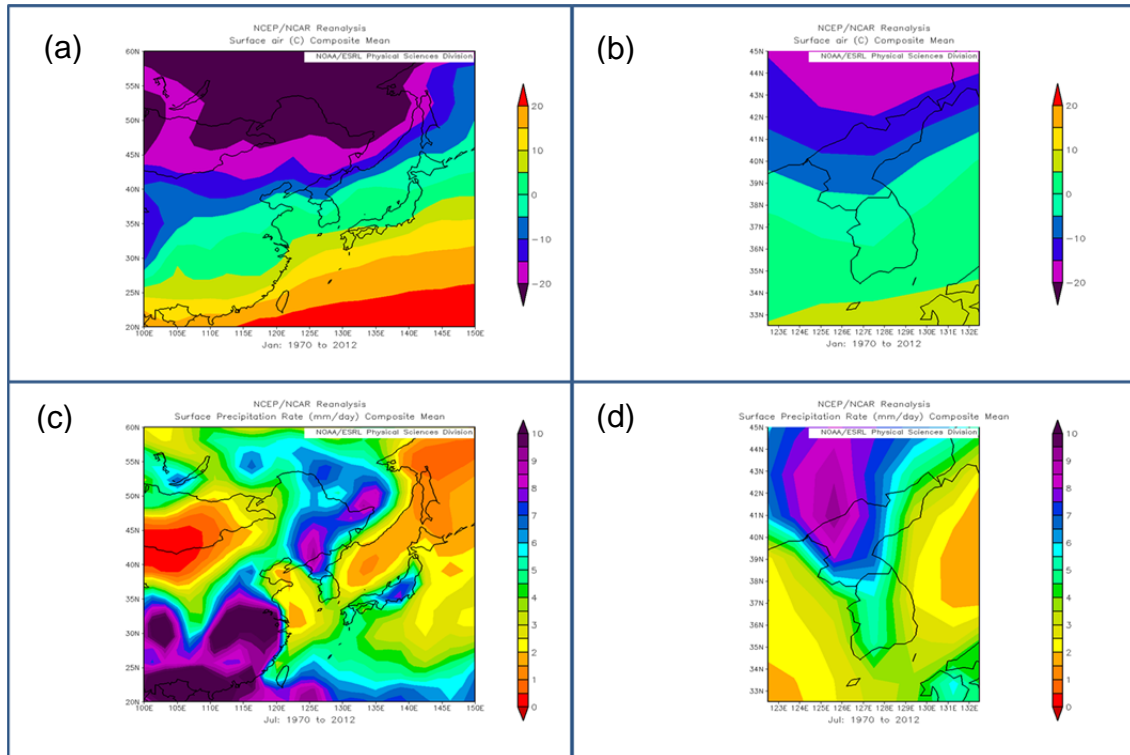 (a)
NCEP/NCAR Reanalysis
Surface air (C) Composite Mean
NOAA/ESRL Physical Sciences Division
60N
55N
50N
45N
40N
35N
30N
25N
20N
100E 105E 110E 115E 120E 125E 130E 135E 140E 145E 150E
Jan: 1970 to 2012
20
10
0
-10
-20
(b)
NCEP/NCAR Reanalysis
Surface air (C) Composite Mean
NOAA/ESRL Physical Sciences Division
45N
44N
43N
42N
41N
40N
39N
38N
37N
36N
35N
34N
33N
123E 124E 125E 126E 127E 128E 129E 130E 131E 132E
Jan: 1970 to 2012
20
10
0
-10
-20
(c)
NCEP/NCAR Reanalysis
Surface Precipitation Rate (mm/day) Composite Mean
NOAA/ESRL Physical Sciences Division
60N
55N
50N
45N
40N
35N
30N
25N
20N
100E 105E 110E 115E 120E 125E 130E 135E 140E 145E 150E
Jul: 1970 to 2012
10
9
8
7
6
5
4
3
2
1
0
(d)
NCEP/NCAR Reanalysis
Surface Precipitation Rate (mm/day) Composite Mean
NOAA/ESRL Physical Sciences Division
45N
44N
43N
42N
41N
40N
39N
38N
37N
36N
35N
34N
33N
123E 124E 125E 126E 127E 128E 129E 130E 131E 132E
Jul: 1970 to 2012
10
9
8
7
6
5
4
3
2
1
0